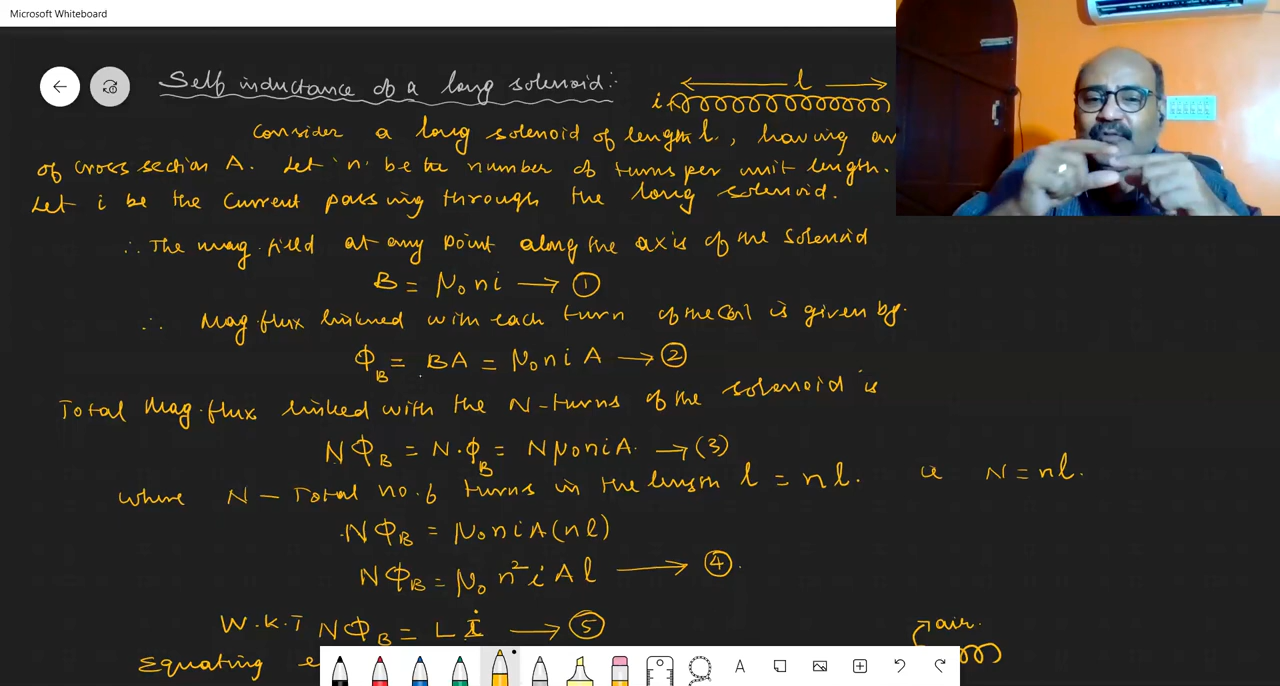 Microsoft Whiteboard
Self inductance of a long solenoid:
l
i
Consider a long solenoid of length l, having
of cross section A. Let 'n' be the number of turns per unit length.
Let i be the current passing through the long solenoid.
∴ The mag. field at any point along the axis of the solenoid
B = μ₀ni → ①
∴ Mag. flux linked with each turn of the coil is given by.
Φ_B = BA = μ₀niA → ②
Total Mag. flux linked with the N-turns of the solenoid is
NΦ_B = N·Φ_B = Nμ₀niA. → (3)
where N – Total no. of turns in the length l = nl. ie N = nl.
NΦ_B = μ₀niA(nl)
NΦ_B = μ₀n²iAl → ④
W.K.T NΦ_B = Li → ⑤
air.
Equating
A